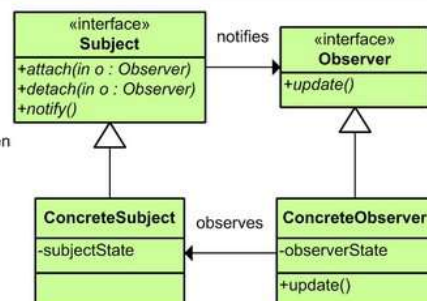 «interface»
Subject
+attach(in o : Observer)
+detach(in o : Observer)
+notify()
notifies
«interface»
Observer
+update()
en
ConcreteSubject
-subjectState
observes
ConcreteObserver
-observerState
+update()